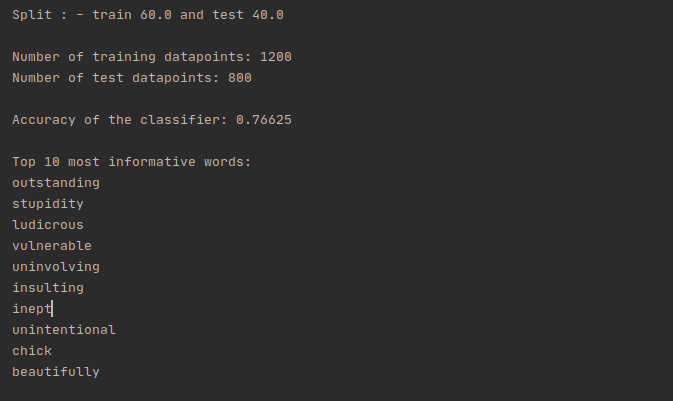 Split : - train 60.0 and test 40.0
Number of training datapoints: 1200
Number of test datapoints: 800
Accuracy of the classifier: 0.76625
Top 10 most informative words:
outstanding
stupidity
ludicrous
vulnerable
uninvolving
insulting
inept
unintentional
chick
beautifully